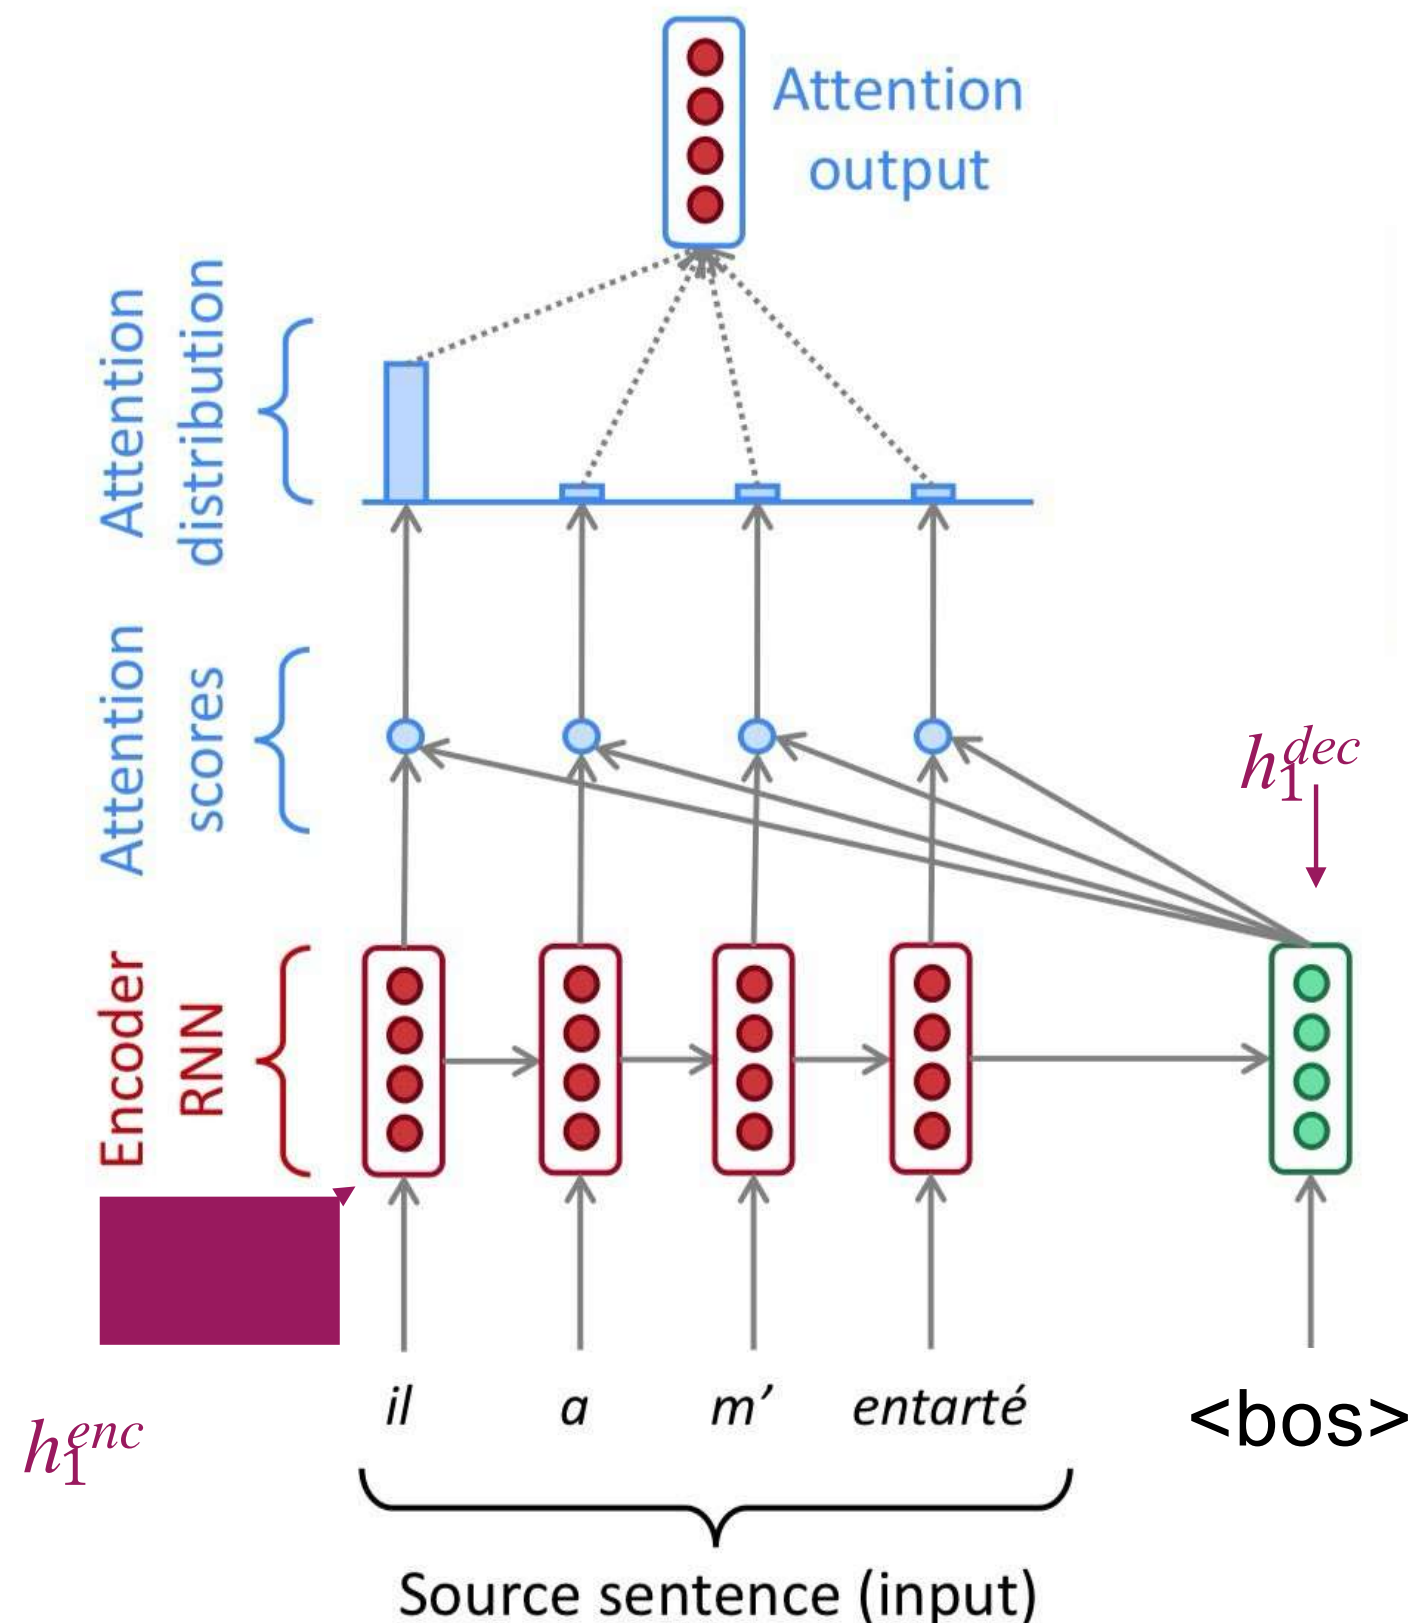 Attention
output
Attention
distribution
Attention
scores
h_1^{dec}
Encoder
RNN
il a m’ entarté <bos>
h_1^{enc}
Source sentence (input)